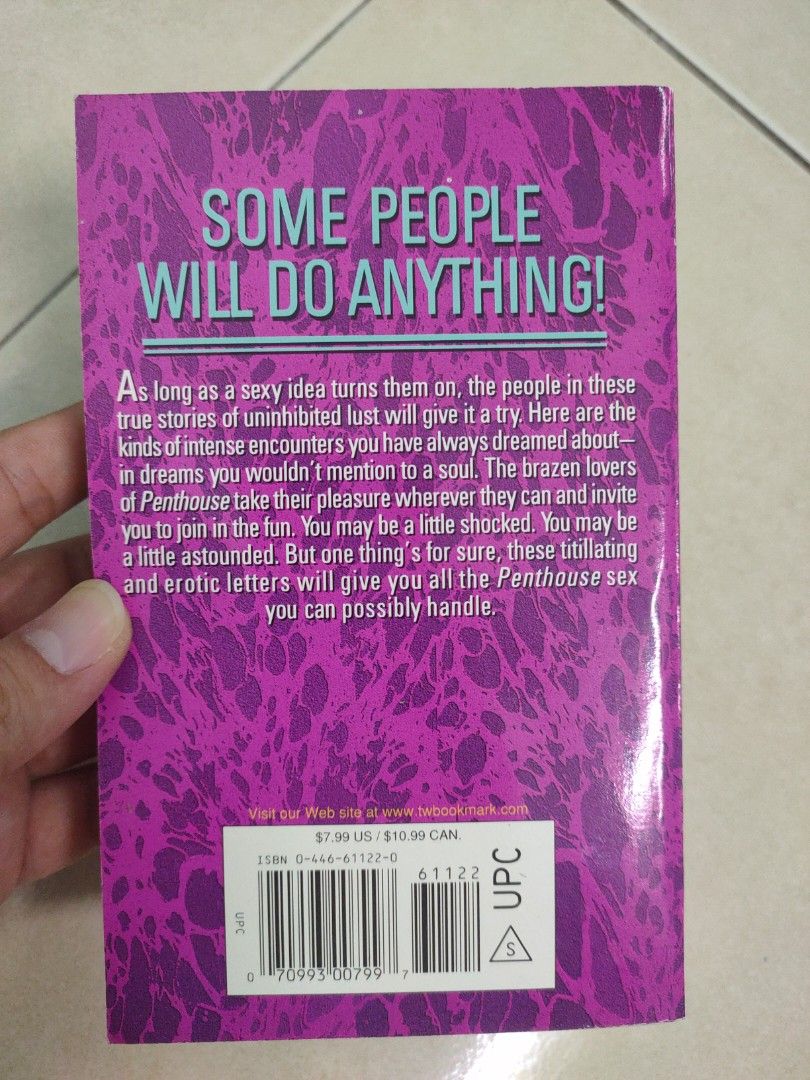 SOME PEOPLE
WILL DO ANYTHING!
As long as a sexy idea turns them on, the people in these
true stories of uninhibited lust will give it a try. Here are the
kinds of intense encounters you have always dreamed about—
in dreams you wouldn't mention to a soul. The brazen lovers
of Penthouse take their pleasure wherever they can and invite
you to join in the fun. You may be a little shocked. You may be
a little astounded. But one thing's for sure, these titillating
and erotic letters will give you all the Penthouse sex
you can possibly handle.
Visit our Web site at www.twbookmark.com
$7.99 US / $10.99 CAN.
ISBN 0-446-61122-0
61122
UPC
UPC
S
0 70993 00799 7